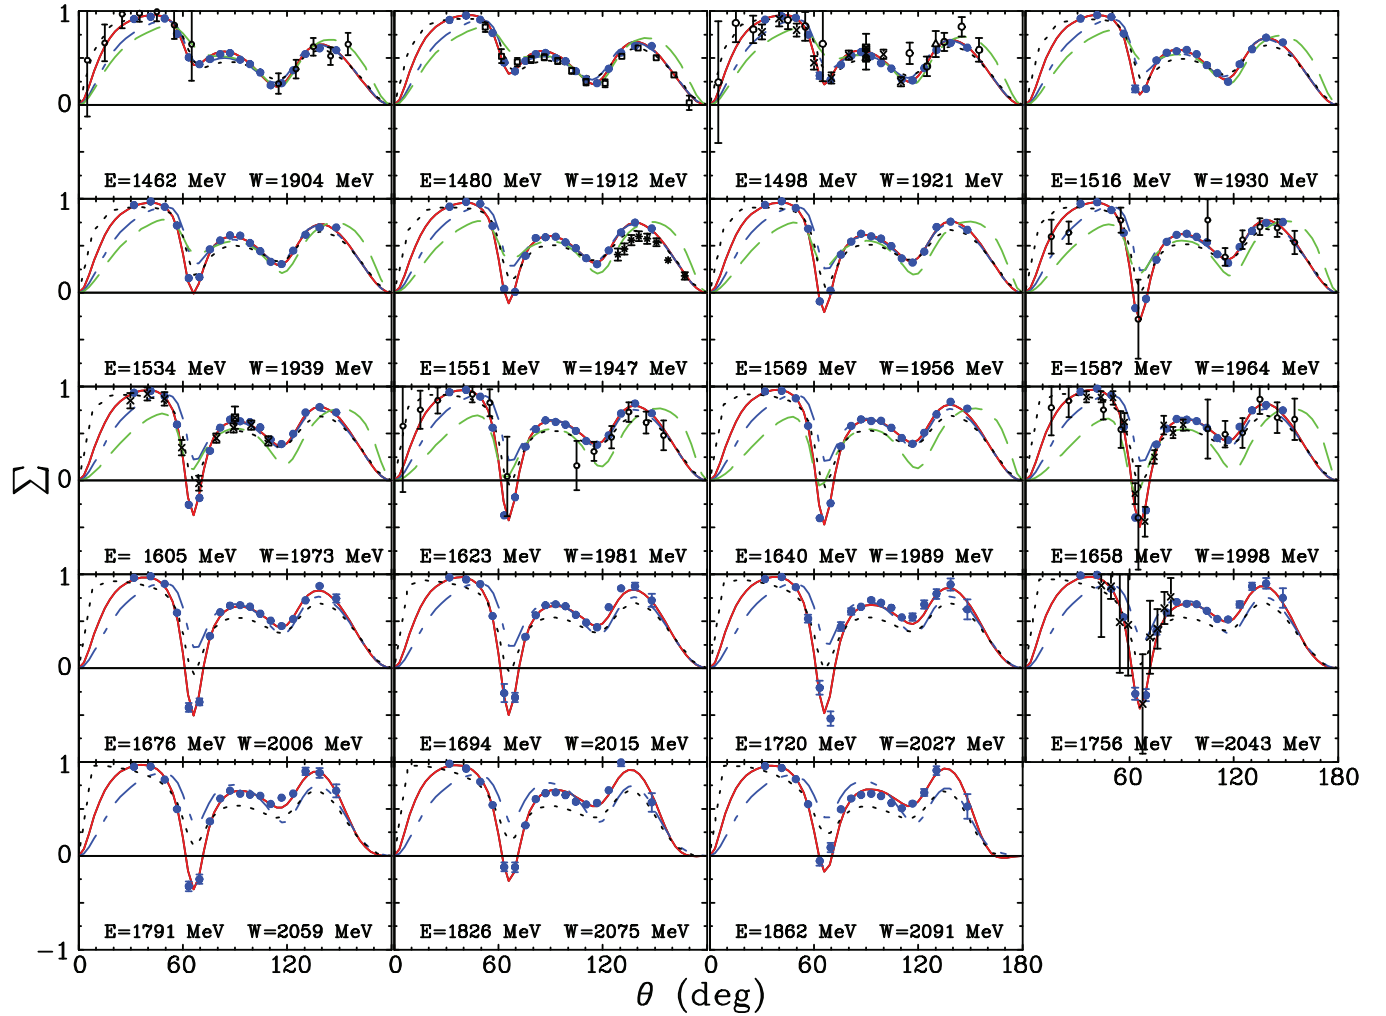 1
0
E=1462 MeV W=1904 MeV
E=1480 MeV W=1912 MeV
E=1498 MeV W=1921 MeV
E=1516 MeV W=1930 MeV
1
0
E=1534 MeV W=1939 MeV
E=1551 MeV W=1947 MeV
E=1569 MeV W=1956 MeV
E=1587 MeV W=1964 MeV
1
Σ
0
E= 1605 MeV W=1973 MeV
E=1623 MeV W=1981 MeV
E=1640 MeV W=1989 MeV
E=1658 MeV W=1998 MeV
1
0
E=1676 MeV W=2006 MeV
E=1694 MeV W=2015 MeV
E=1720 MeV W=2027 MeV
E=1756 MeV W=2043 MeV
60 120 180
1
0
E=1791 MeV W=2059 MeV
E=1826 MeV W=2075 MeV
E=1862 MeV W=2091 MeV
−1
0 60 120 0 60 120 0 60 120 180
θ (deg)